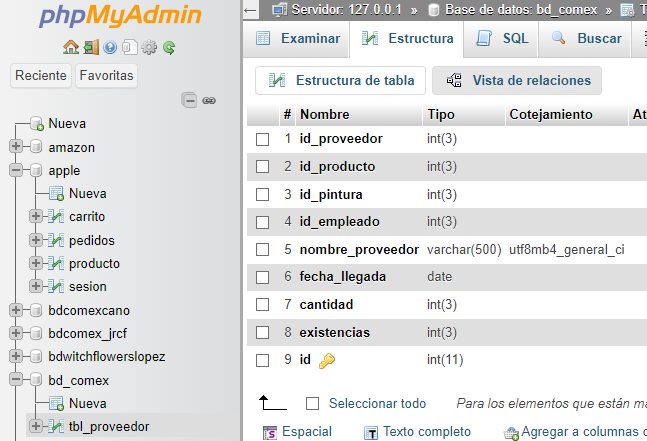 phpMyAdmin
Reciente Favoritas
Nueva
amazon
apple
Nueva
carrito
pedidos
producto
sesion
bdcomexcano
bdcomex_jrcf
bdwitchflowerslopez
bd_comex
Nueva
tbl_proveedor
Servidor: 127.0.0.1 » Base de datos: bd_comex »
Examinar Estructura SQL Buscar
Estructura de tabla Vista de relaciones
# Nombre Tipo Cotejamiento At
1 id_proveedor int(3)
2 id_producto int(3)
3 id_pintura int(3)
4 id_empleado int(3)
5 nombre_proveedor varchar(500) utf8mb4_general_ci
6 fecha_llegada date
7 cantidad int(3)
8 existencias int(3)
9 id int(11)
Seleccionar todo Para los elementos que están
Espacial Texto completo Agregar a columnas